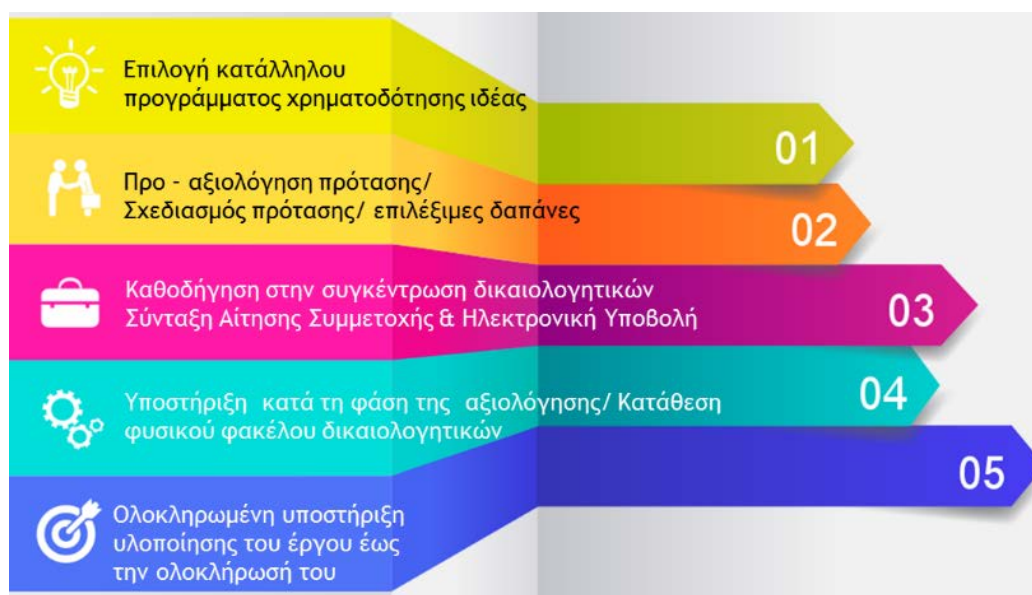 Επιλογή κατάλληλου
προγράμματος χρηματοδότησης ιδέας
01
Προ - αξιολόγηση πρότασης/
Σχεδιασμός πρότασης/ επιλέξιμες δαπάνες
02
Καθοδήγηση στην συγκέντρωση δικαιολογητικών
Σύνταξη Αίτησης Συμμετοχής & Ηλεκτρονική Υποβολή
03
Υποστήριξη κατά τη φάση της αξιολόγησης/ Κατάθεση
φυσικού φακέλου δικαιολογητικών
04
Ολοκληρωμένη υποστήριξη
υλοποίησης του έργου έως
την ολοκλήρωσή του
05